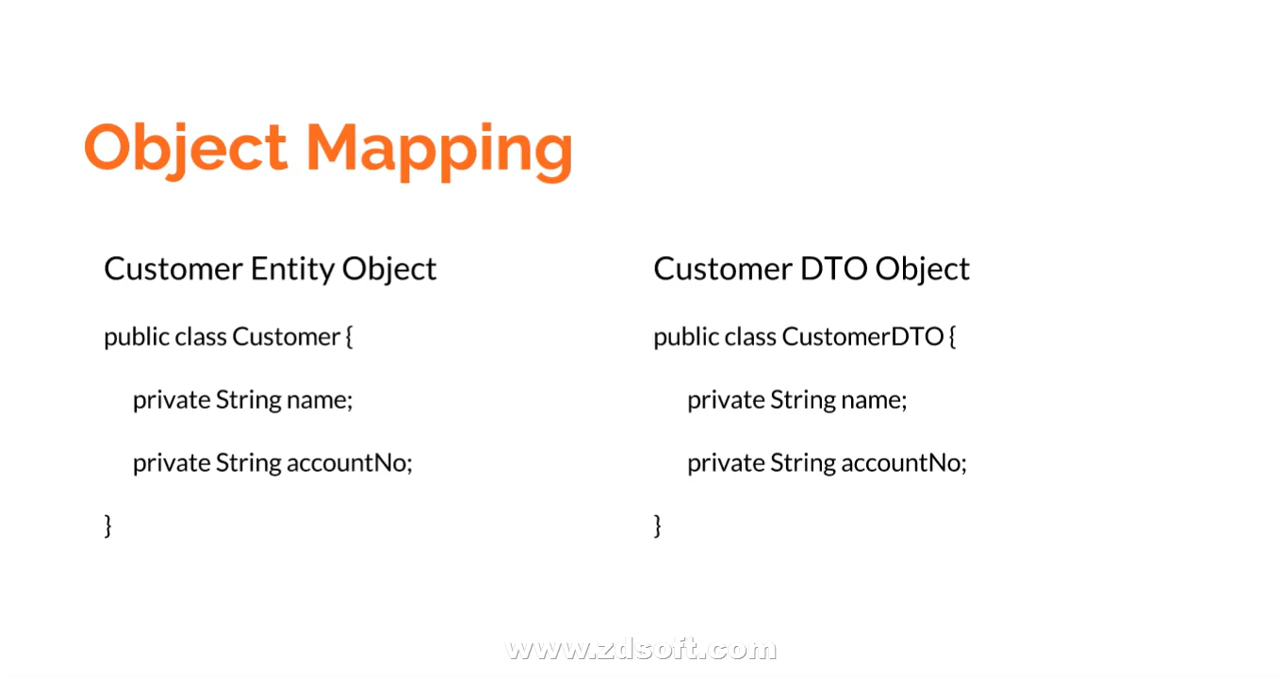 Object Mapping
Customer Entity Object
public class Customer {
private String name;
private String accountNo;
}
Customer DTO Object
public class CustomerDTO {
private String name;
private String accountNo;
}
www.zdsoft.com